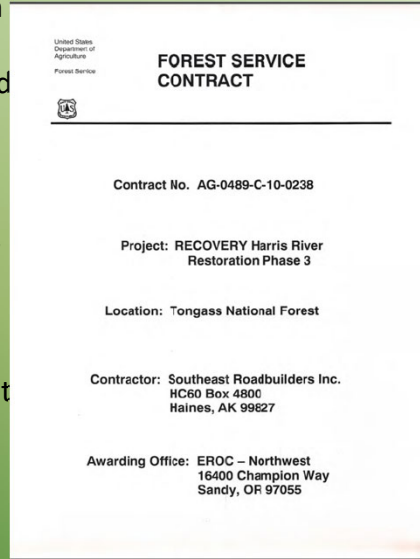 United States
Department of
Agriculture
Forest Service
FOREST SERVICE
CONTRACT
UAS
Contract No. AG-0489-C-10-0238
Project: RECOVERY Harris River
Restoration Phase 3
Location: Tongass National Forest
Contractor: Southeast Roadbuilders Inc.
HC60 Box 4800
Haines, AK 99827
Awarding Office: EROC – Northwest
16400 Champion Way
Sandy, OR 97055